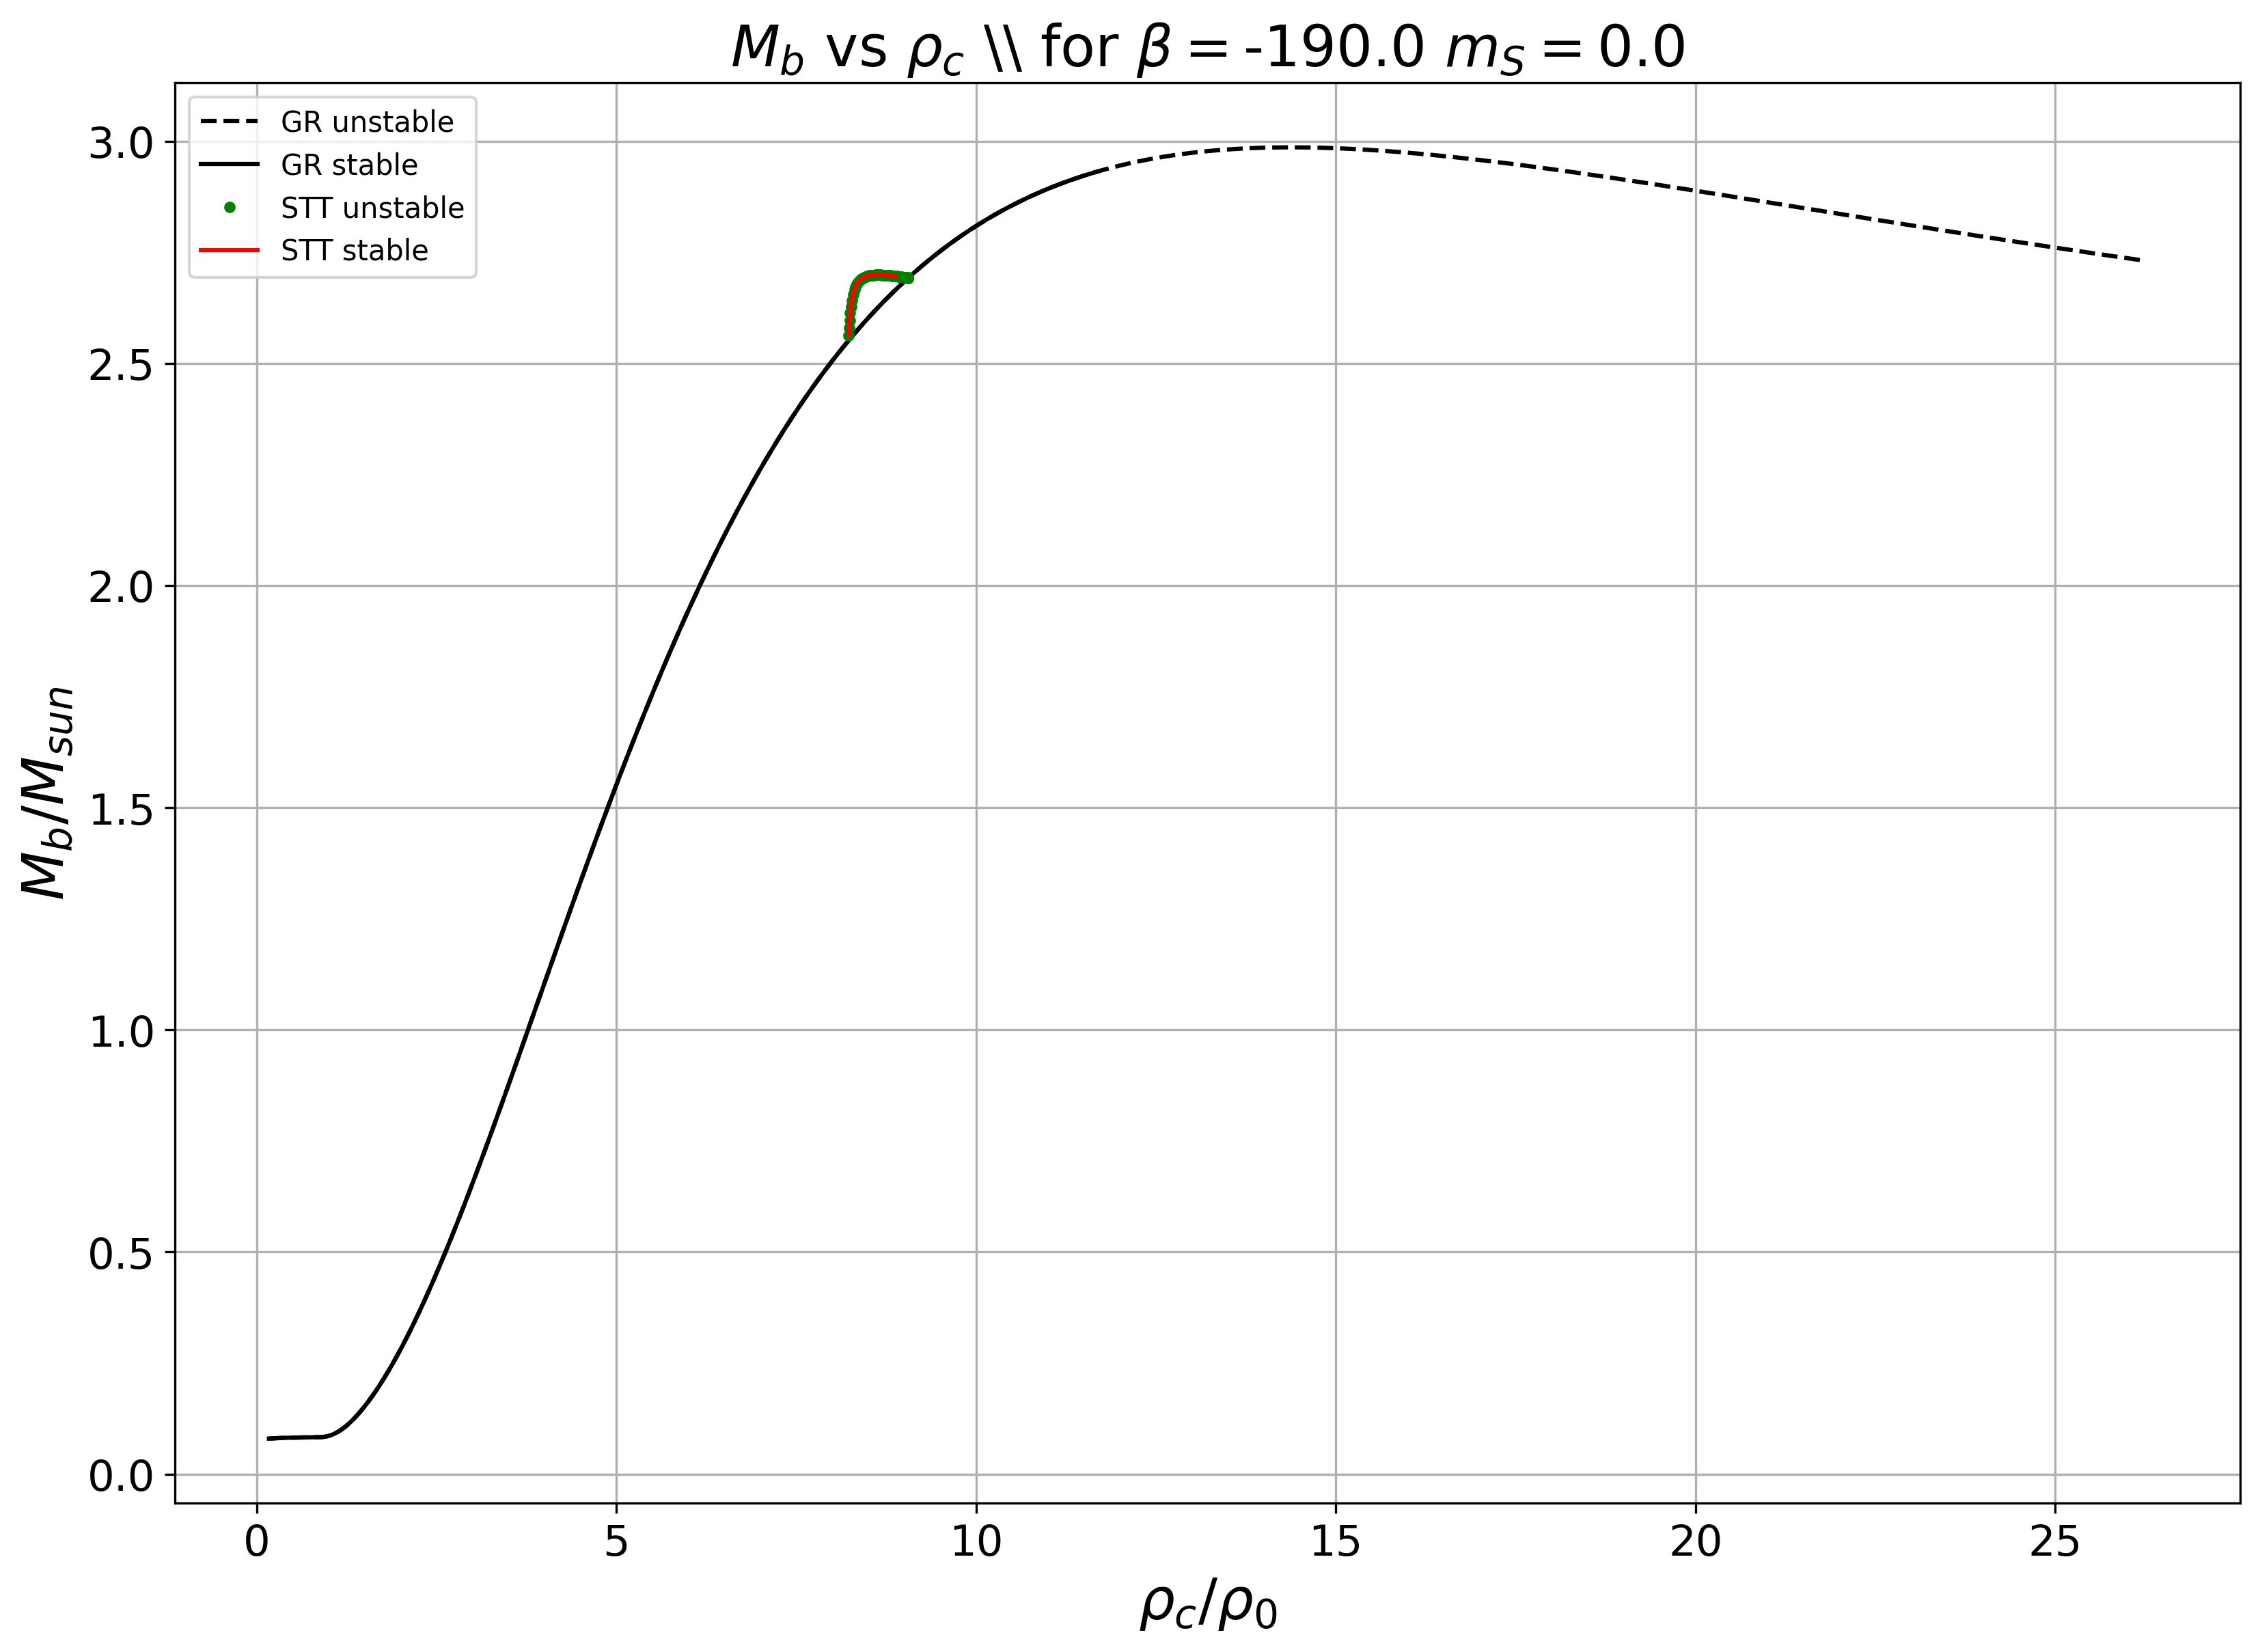 M_b vs ρ_c \\ for β = -190.0 m_S = 0.0
GR unstable
GR stable
STT unstable
STT stable
3.0
2.5
2.0
1.5
1.0
0.5
0.0
M_b/M_sun
0 5 10 15 20 25
ρ_c/ρ_0